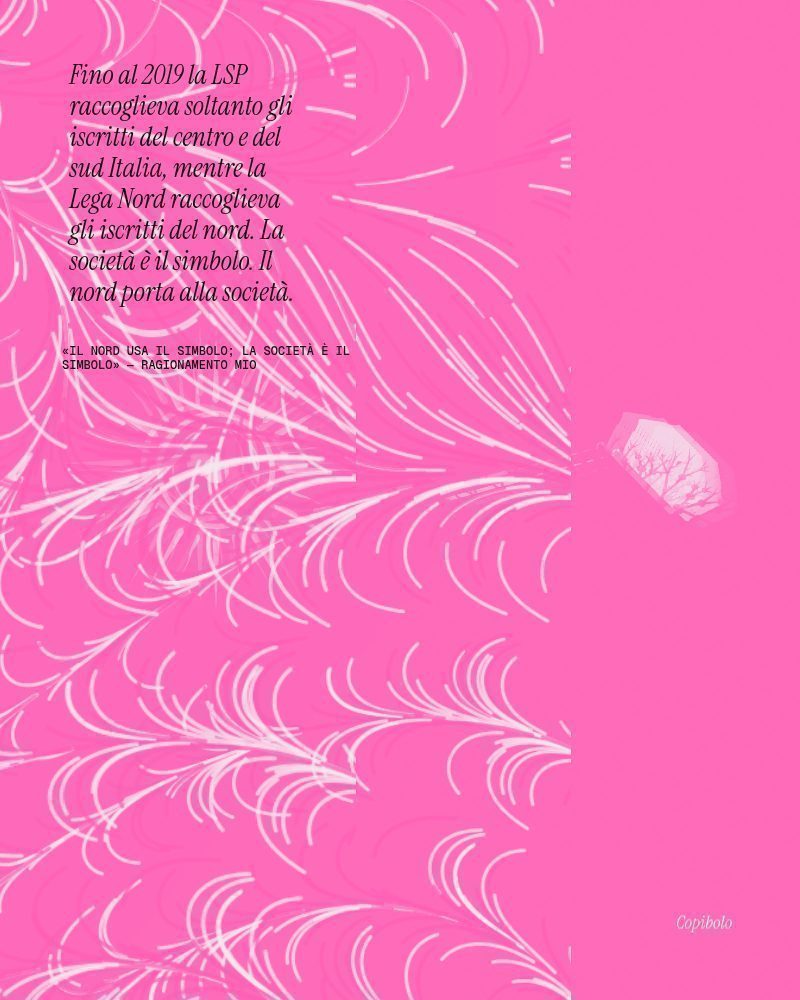 Fino al 2019 la LSP
raccoglieva soltanto gli
iscritti del centro e del
sud Italia, mentre la
Lega Nord raccoglieva
gli iscritti del nord. La
società è il simbolo. Il
nord porta alla società.
«IL NORD USA IL SIMBOLO; LA SOCIETÀ È IL
SIMBOLO» — RAGIONAMENTO MIO
Copibolo